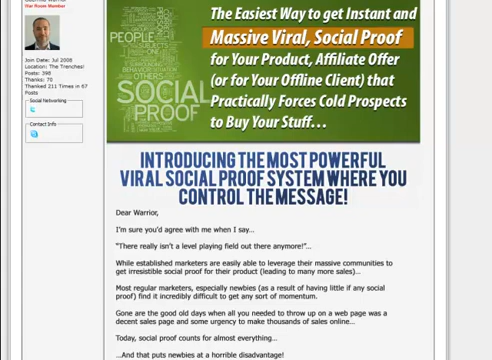 War Room Member
Join Date: Jul 2008
Location: The Trenches!
Posts: 398
Thanks: 70
Thanked 211 Times in 67
Posts
Social Networking
Contact Info
PEOPLE
SUBJECTS
ONE
SURROUNDING
BEHAVIOR SITUATION
OTHERS
SOCIAL
PROOF
The Easiest Way to get Instant and
Massive Viral, Social Proof
for Your Product, Affiliate Offer
(or for Your Offline Client) that
Practically Forces Cold Prospects
to Buy Your Stuff...
INTRODUCING THE MOST POWERFUL
VIRAL SOCIAL PROOF SYSTEM WHERE YOU
CONTROL THE MESSAGE!
Dear Warrior,
I'm sure you'd agree with me when I say...
"There really isn't a level playing field out there anymore!"...
While established marketers are easily able to leverage their massive communities to
get irresistible social proof for their product (leading to many more sales)...
Most regular marketers, especially newbies (as a result of having little if any social
proof) find it incredibly difficult to get any sort of momentum.
Gone are the good old days when all you needed to throw up on a web page was a
decent sales page and some urgency to make thousands of sales online...
Today, social proof counts for almost everything...
...And that puts newbies at a horrible disadvantage!